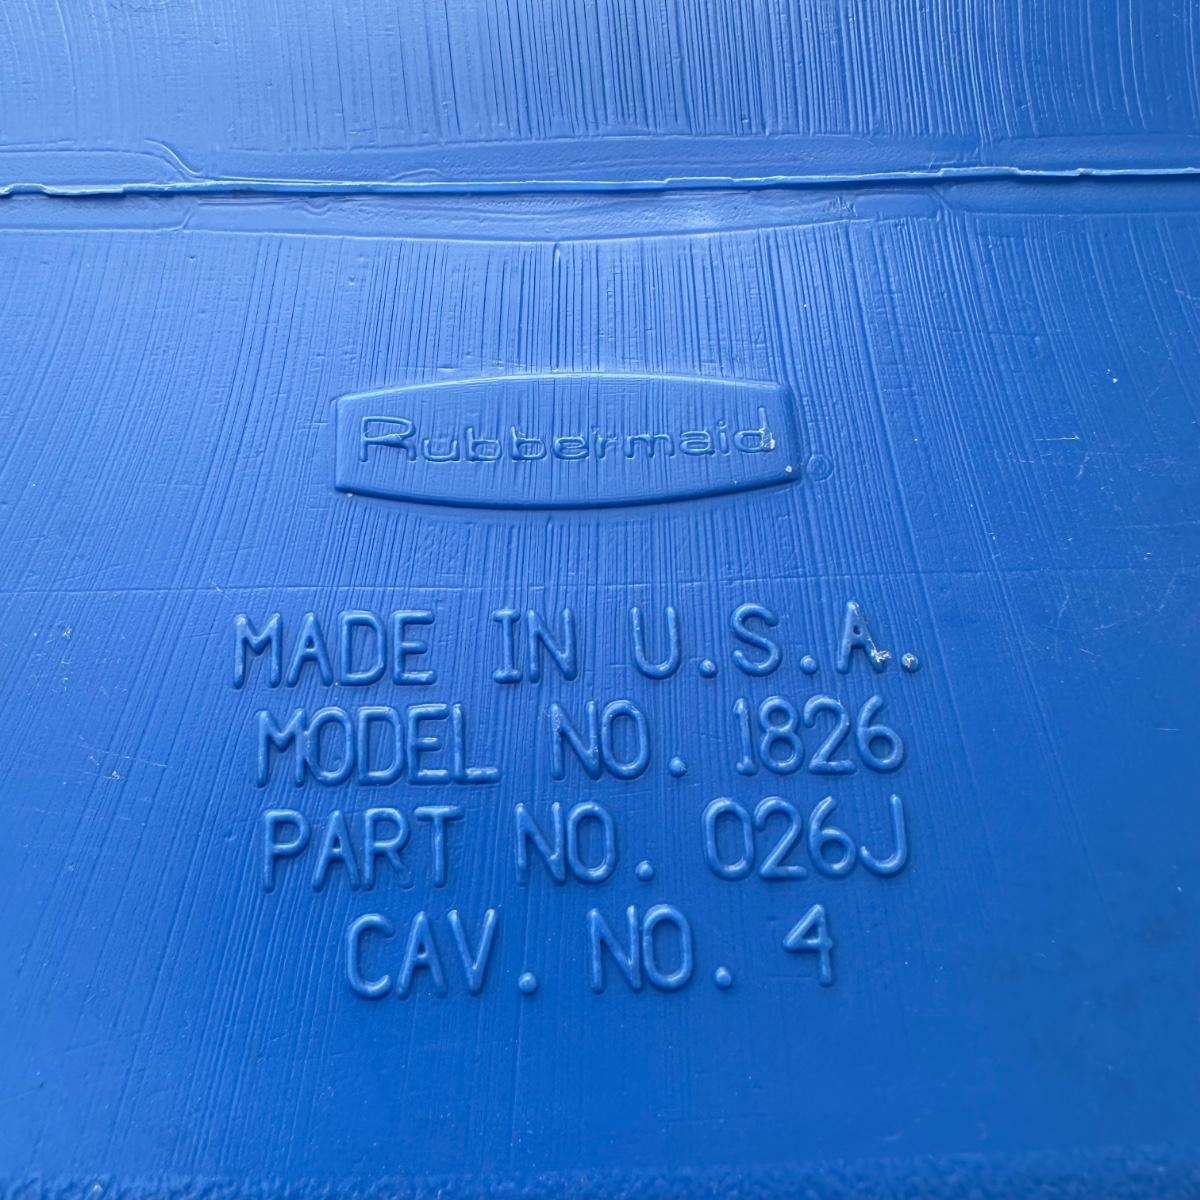 Rubbermaid®
MADE IN U.S.A.
MODEL NO. 1826
PART NO. 026J
CAV. NO. 4